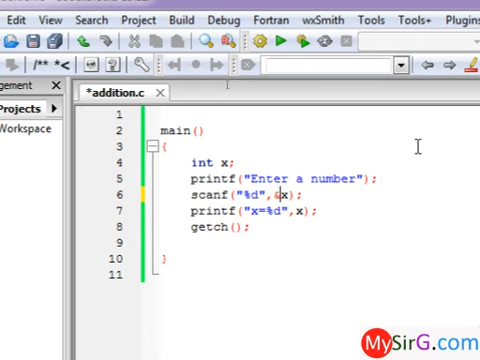 Edit View Search Project Build Debug Fortran wxSmith Tools Tools+ Plugins
/** *<
gement
*addition.c
Projects
Workspace
1
2 main()
3 {
4 int x;
5 printf("Enter a number");
6 scanf("%d",&x);
7 printf("x=%d",x);
8 getch();
9
10 }
11
MySirG.com